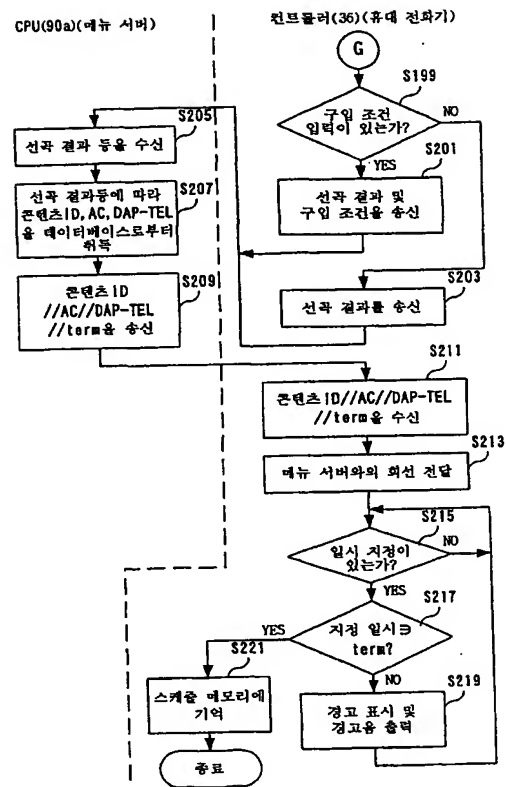 CPU(90a)(메뉴 서버)
컨트롤러(36)(휴대 전화기)
G
S199
구입 조건
입력이 있는가?
NO
YES
S201
선곡 결과 및
구입 조건을 송신
S203
선곡 결과를 송신
S205
선곡 결과 등을 수신
S207
선곡 결과등에 따라
콘텐츠ID,AC,DAP-TEL
을 데이터베이스로부터
취득
S209
콘텐츠ID
//AC//DAP-TEL
//term을 송신
S211
콘텐츠ID//AC//DAP-TEL
//term을 수신
S213
메뉴 서버와의 회선 전달
S215
일시 지정이
있는가?
NO
YES
S217
지정 일시∋
term?
YES
NO
S219
경고 표시 및
경고음 출력
S221
스케줄 메모리에
기억
종료